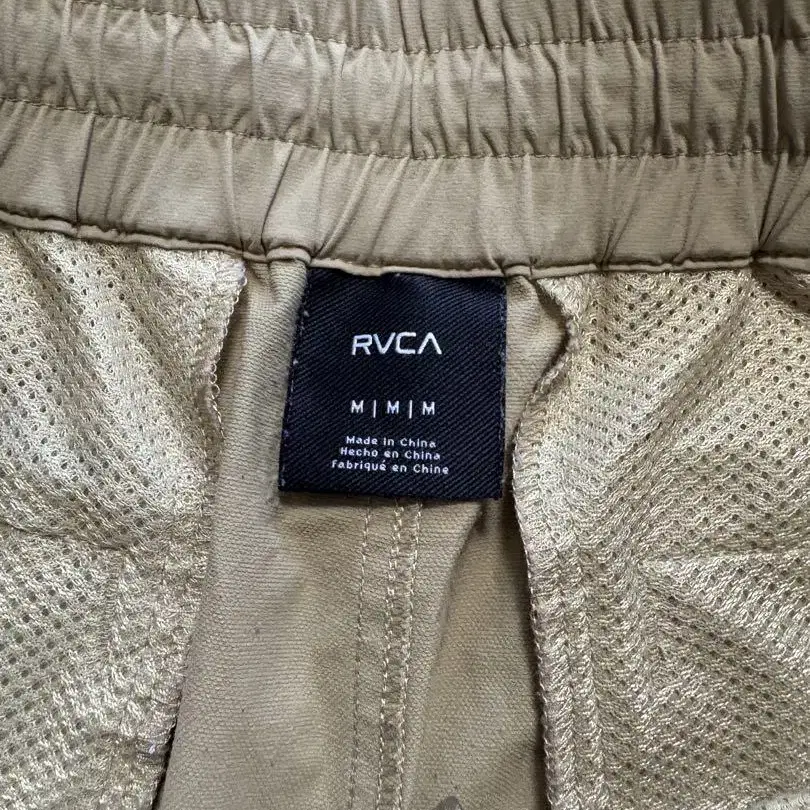 RVCA
M | M | M
Made in China
Hecho en China
Fabriqué en Chine